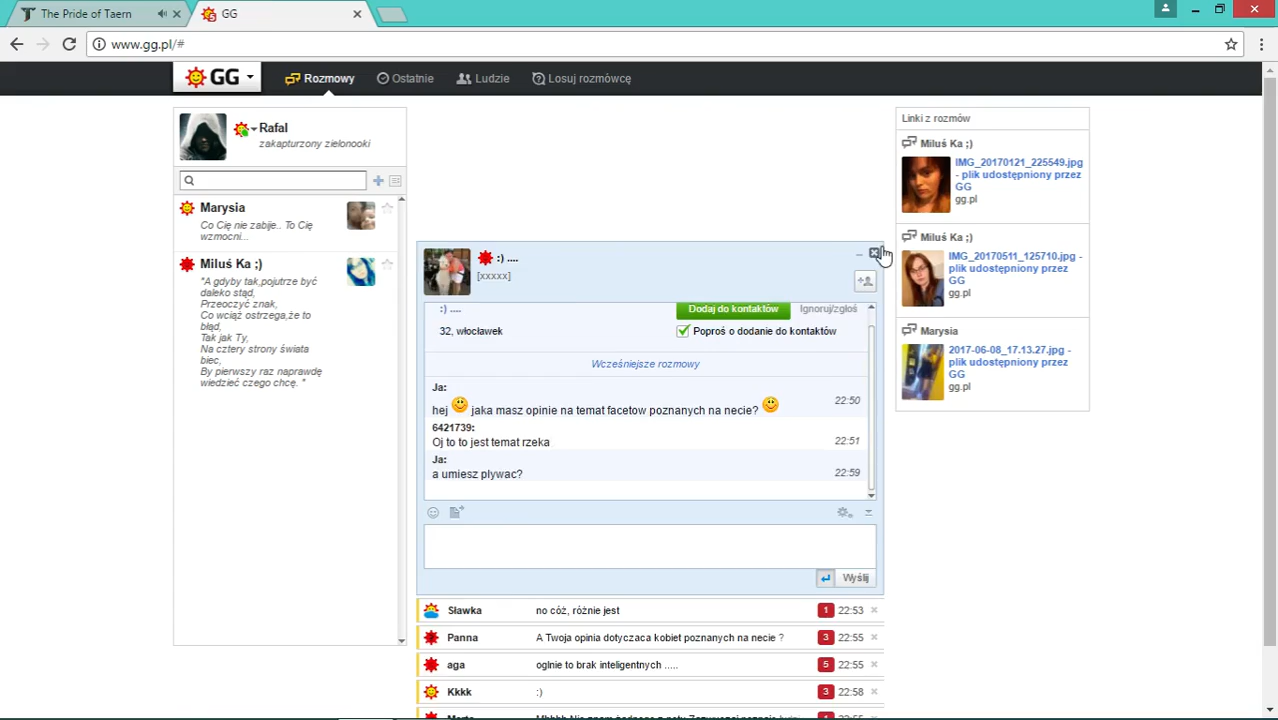 The Pride of Taern
GG
www.gg.pl/#
GG
Rozmowy
Ostatnie
Ludzie
Losuj rozmówcę
Rafal
zakapturzony zielonooki
Marysia
Co Cię nie zabije.. To Cię
wzmocni...
Miluś Ka ;)
"A gdyby tak,pojutrze być
daleko stąd,
Przeoczyć znak,
Co wciąż ostrzega,że to
błąd,
Tak jak Ty,
Na cztery strony świata
biec,
By pierwszy raz naprawdę
wiedzieć czego chcę. "
:) ....
[xxxxx]
:) ....
Dodaj do kontaktów
Ignoruj/zgłoś
32, włocławek
Poproś o dodanie do kontaktów
Wcześniejsze rozmowy
Ja:
hej jaka masz opinie na temat facetow poznanych na necie?
22:50
6421739:
Oj to to jest temat rzeka
22:51
Ja:
a umiesz plywac?
22:59
Wyślij
Sławka no cóż, różnie jest 1 22:53
Panna A Twoja opinia dotyczaca kobiet poznanych na necie ? 3 22:55
aga oglnie to brak inteligentnych ..... 5 22:55
Kkkk :) 3 22:58
Linki z rozmów
Miluś Ka ;)
IMG_20170121_225549.jpg
- plik udostępniony przez
GG
gg.pl
Miluś Ka ;)
IMG_20170511_125710.jpg -
plik udostępniony przez
GG
gg.pl
Marysia
2017-06-08_17.13.27.jpg -
plik udostępniony przez
GG
gg.pl